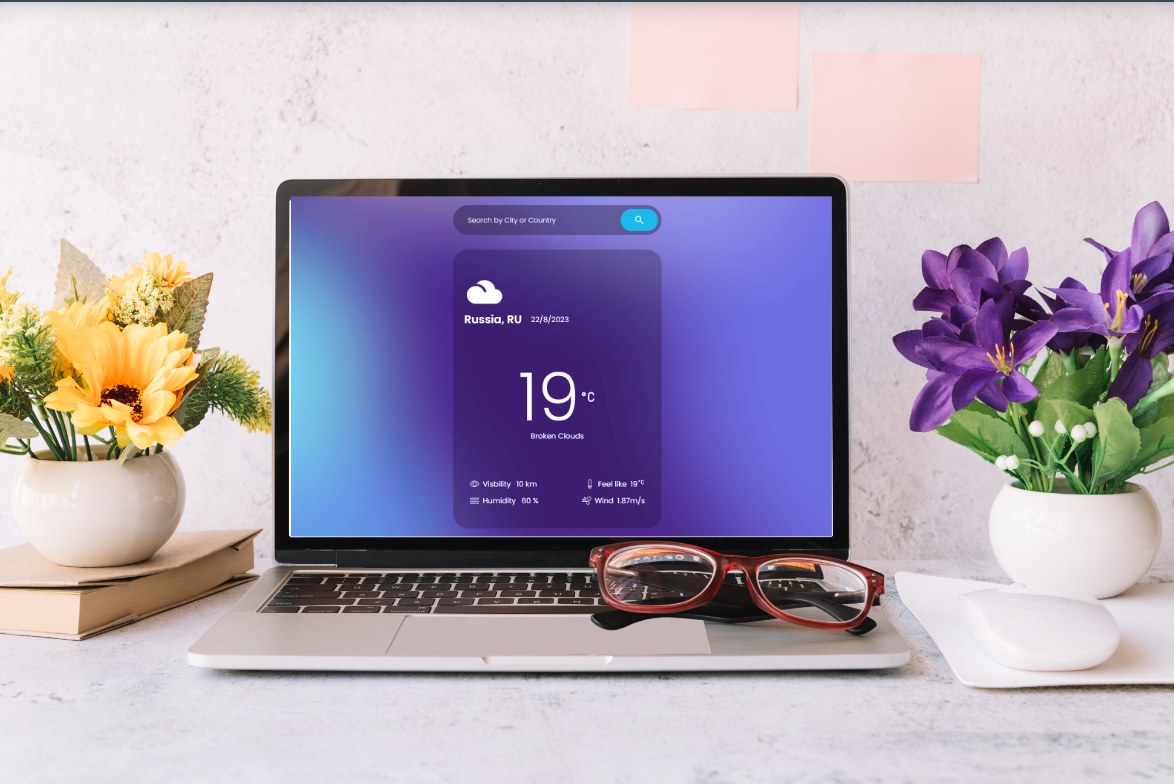 Search by City or Country
Russia, RU 22/8/2023
19 °C
Broken Clouds
Visbility 10 km
Feel like 19°C
Humidity 60 %
Wind 1.87m/s